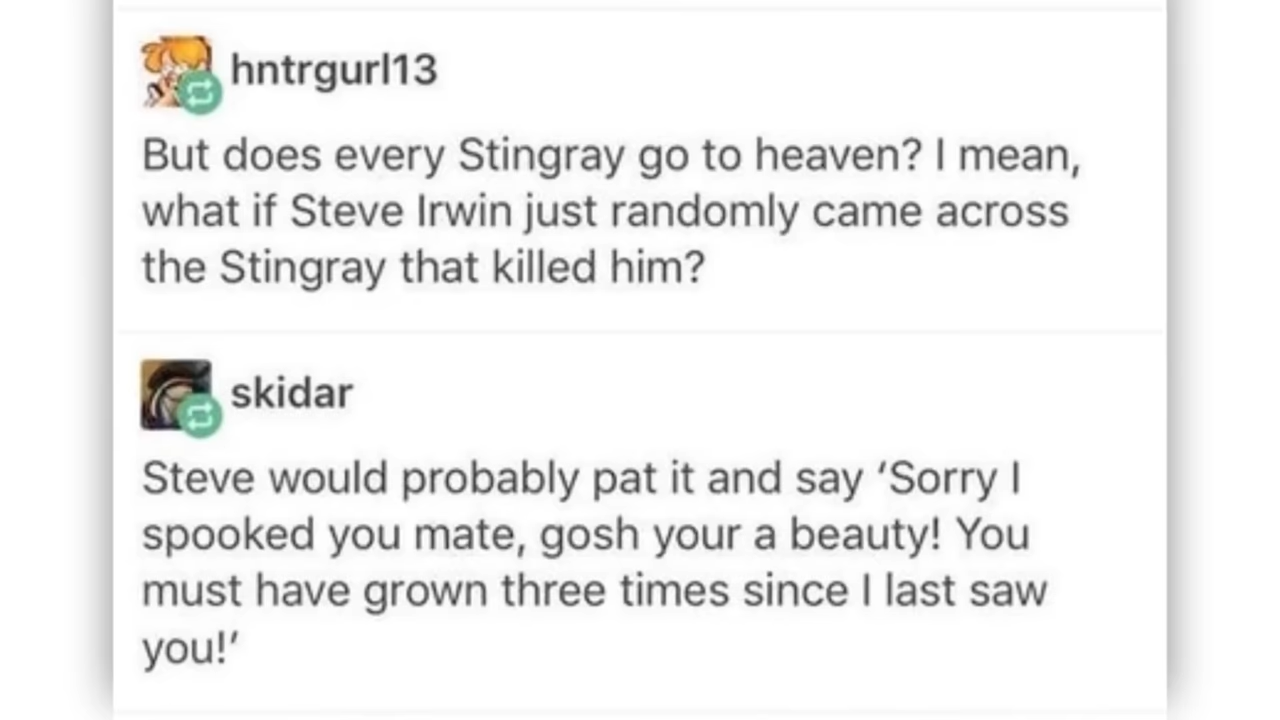 hntrgurl13
But does every Stingray go to heaven? I mean,
what if Steve Irwin just randomly came across
the Stingray that killed him?
skidar
Steve would probably pat it and say ‘Sorry I
spooked you mate, gosh your a beauty! You
must have grown three times since I last saw
you!’